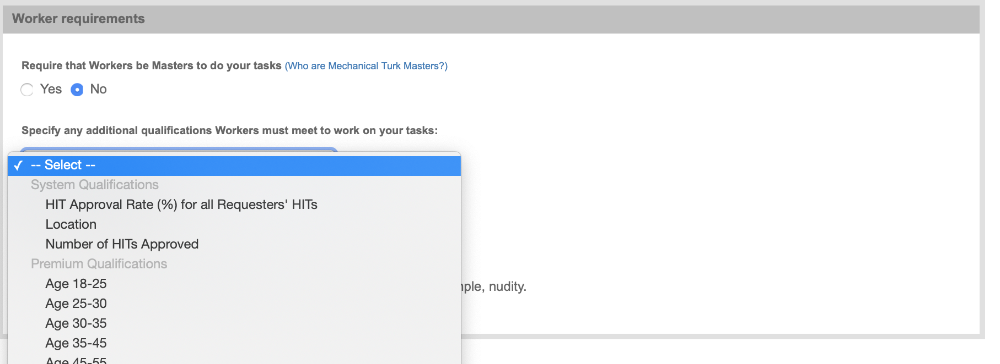 Worker requirements
Require that Workers be Masters to do your tasks (Who are Mechanical Turk Masters?)
Yes No
Specify any additional qualifications Workers must meet to work on your tasks:
-- Select --
System Qualifications
HIT Approval Rate (%) for all Requesters' HITs
Location
Number of HITs Approved
Premium Qualifications
Age 18-25
nudity.
Age 25-30
Age 30-35
Age 35-45
Age 45-55